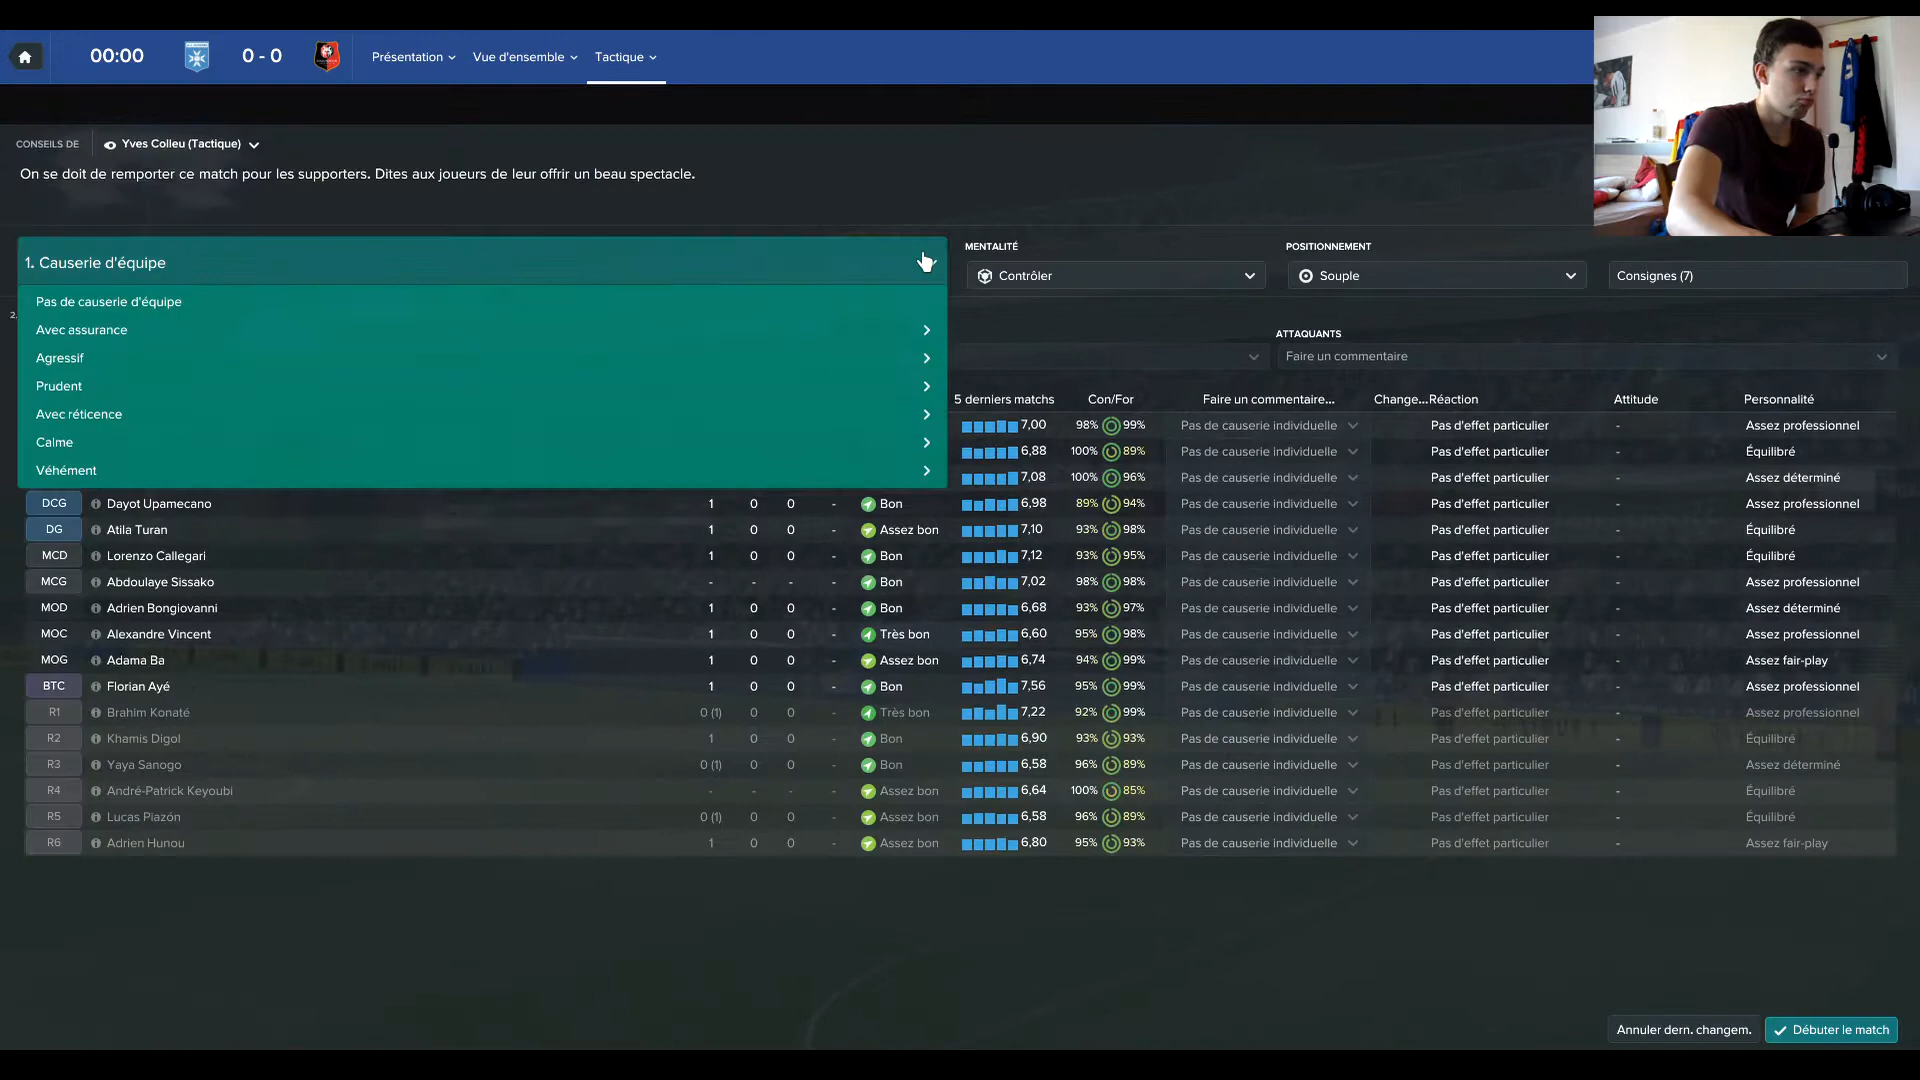 00:00 0 - 0 Présentation Vue d'ensemble Tactique
CONSEILS DE Yves Colleu (Tactique)
On se doit de remporter ce match pour les supporters. Dites aux joueurs de leur offrir un beau spectacle.
1. Causerie d'équipe
Pas de causerie d'équipe
Avec assurance
Agressif
Prudent
Avec réticence
Calme
Véhément
MENTALITÉ POSITIONNEMENT
Contrôler Souple Consignes (7)
2.
ATTAQUANTS
Faire un commentaire
5 derniers matchs Con/For Faire un commentaire... Change... Réaction Attitude Personnalité
7,00 98% 99% Pas de causerie individuelle Pas d'effet particulier - Assez professionnel
6,88 100% 89% Pas de causerie individuelle Pas d'effet particulier - Équilibré
7,08 100% 96% Pas de causerie individuelle Pas d'effet particulier - Assez déterminé
DCG Dayot Upamecano 1 0 0 - Bon 6,98 89% 94% Pas de causerie individuelle Pas d'effet particulier - Assez professionnel
DG Atila Turan 1 0 0 - Assez bon 7,10 93% 98% Pas de causerie individuelle Pas d'effet particulier - Équilibré
MCD Lorenzo Callegari 1 0 0 - Bon 7,12 93% 95% Pas de causerie individuelle Pas d'effet particulier - Équilibré
MCG Abdoulaye Sissako - - - - Bon 7,02 98% 98% Pas de causerie individuelle Pas d'effet particulier - Assez professionnel
MOD Adrien Bongiovanni 1 0 0 - Bon 6,68 93% 97% Pas de causerie individuelle Pas d'effet particulier - Assez déterminé
MOC Alexandre Vincent 1 0 0 - Très bon 6,60 95% 98% Pas de causerie individuelle Pas d'effet particulier - Assez professionnel
MOG Adama Ba 1 0 0 - Assez bon 6,74 94% 99% Pas de causerie individuelle Pas d'effet particulier - Assez fair-play
BTC Florian Ayé 1 0 0 - Bon 7,56 95% 99% Pas de causerie individuelle Pas d'effet particulier - Assez professionnel
R1 Brahim Konaté 0 (1) 0 0 - Très bon 7,22 92% 99% Pas de causerie individuelle Pas d'effet particulier - Assez professionnel
R2 Khamis Digol 1 0 0 - Bon 6,90 93% 93% Pas de causerie individuelle Pas d'effet particulier - Équilibré
R3 Yaya Sanogo 0 (1) 0 0 - Bon 6,58 96% 89% Pas de causerie individuelle Pas d'effet particulier - Assez déterminé
R4 André-Patrick Keyoubi - - - - Assez bon 6,64 100% 85% Pas de causerie individuelle Pas d'effet particulier - Équilibré
R5 Lucas Piazón 0 (1) 0 0 - Assez bon 6,58 96% 89% Pas de causerie individuelle Pas d'effet particulier - Équilibré
R6 Adrien Hunou 1 0 0 - Assez bon 6,80 95% 93% Pas de causerie individuelle Pas d'effet particulier - Assez fair-play
Annuler dern. changem. Débuter le match